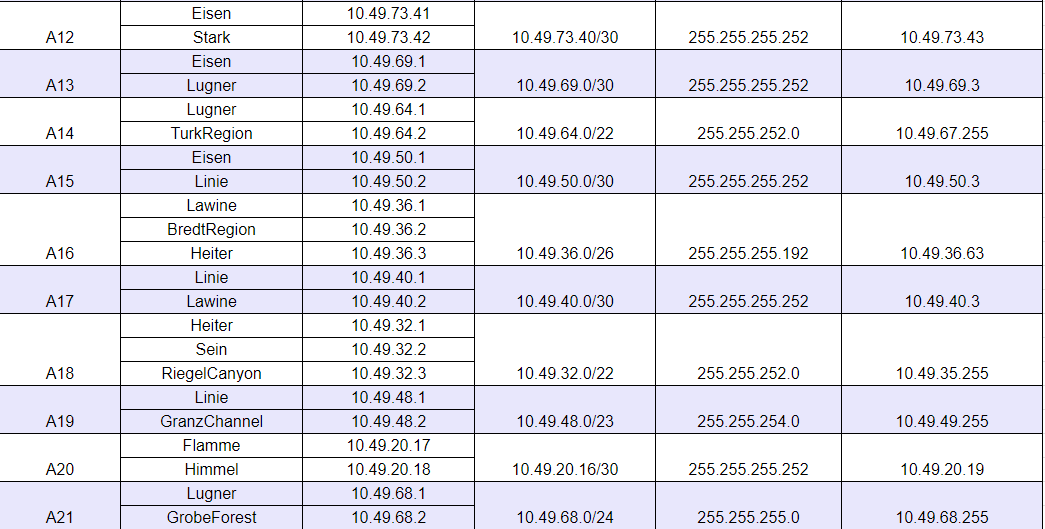 Eisen 10.49.73.41
A12 Stark 10.49.73.42 10.49.73.40/30 255.255.255.252 10.49.73.43
Eisen 10.49.69.1
A13 Lugner 10.49.69.2 10.49.69.0/30 255.255.255.252 10.49.69.3
Lugner 10.49.64.1
A14 TurkRegion 10.49.64.2 10.49.64.0/22 255.255.252.0 10.49.67.255
Eisen 10.49.50.1
A15 Linie 10.49.50.2 10.49.50.0/30 255.255.255.252 10.49.50.3
Lawine 10.49.36.1
BredtRegion 10.49.36.2
A16 Heiter 10.49.36.3 10.49.36.0/26 255.255.255.192 10.49.36.63
Linie 10.49.40.1
A17 Lawine 10.49.40.2 10.49.40.0/30 255.255.255.252 10.49.40.3
Heiter 10.49.32.1
Sein 10.49.32.2
A18 RiegelCanyon 10.49.32.3 10.49.32.0/22 255.255.252.0 10.49.35.255
Linie 10.49.48.1
A19 GranzChannel 10.49.48.2 10.49.48.0/23 255.255.254.0 10.49.49.255
Flamme 10.49.20.17
A20 Himmel 10.49.20.18 10.49.20.16/30 255.255.255.252 10.49.20.19
Lugner 10.49.68.1
A21 GrobeForest 10.49.68.2 10.49.68.0/24 255.255.255.0 10.49.68.255